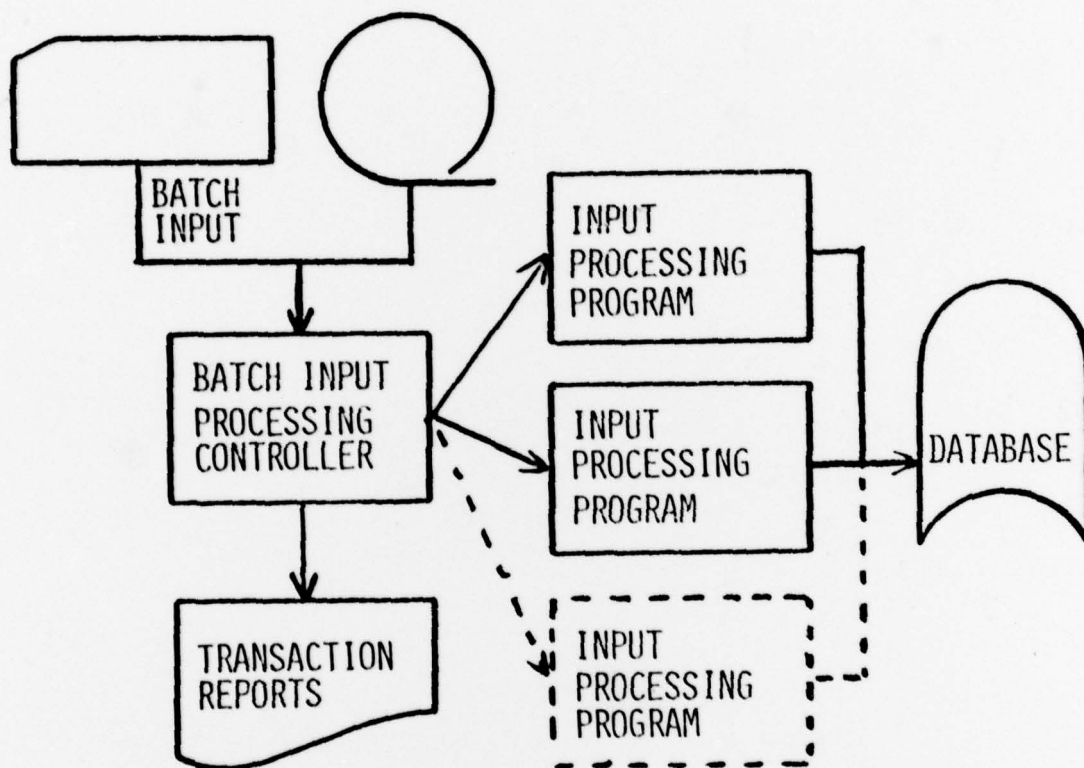 BATCH
INPUT
INPUT
PROCESSING
PROGRAM
BATCH INPUT
PROCESSING
CONTROLLER
INPUT
PROCESSING
PROGRAM
DATABASE
TRANSACTION
REPORTS
INPUT
PROCESSING
PROGRAM